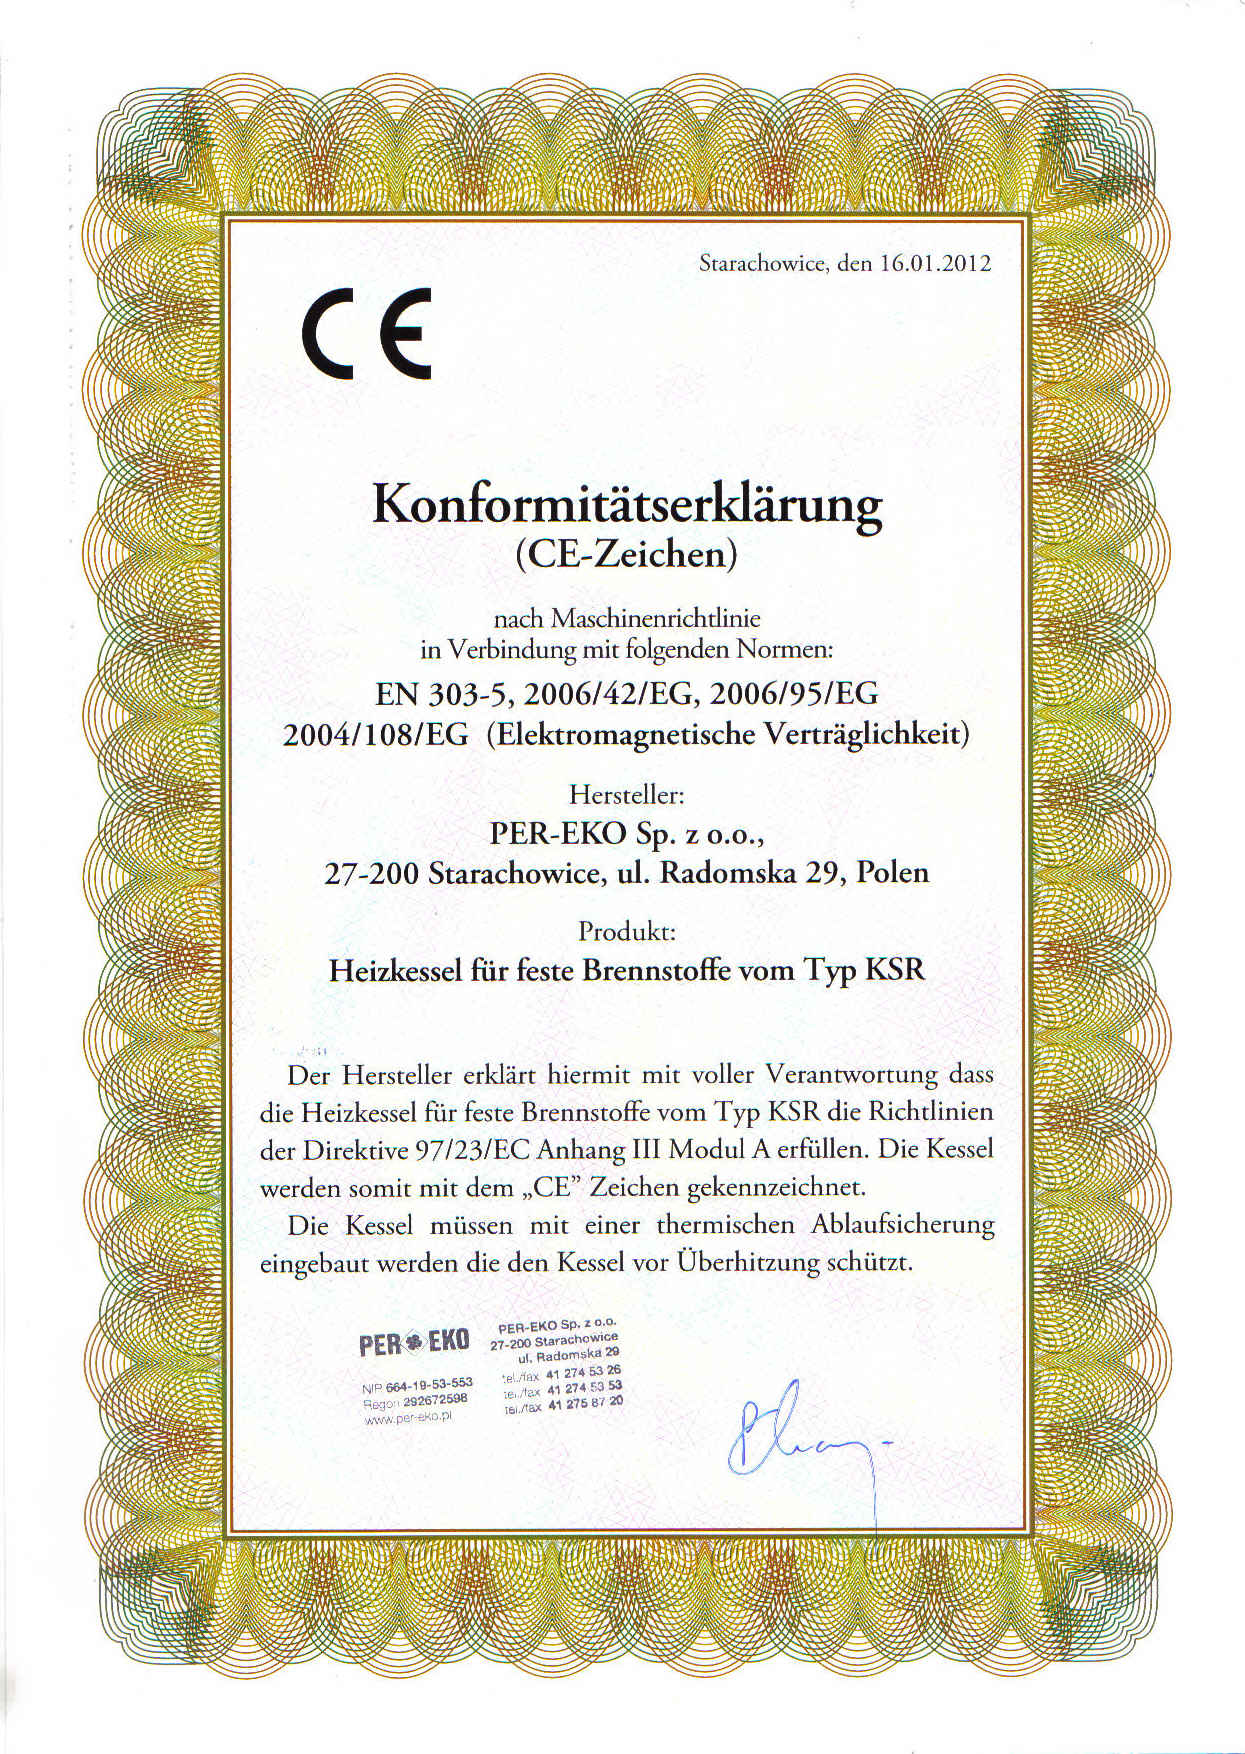 Starachowice, den 16.01.2012
CE
Konformitätserklärung
(CE-Zeichen)
nach Maschinenrichtlinie
in Verbindung mit folgenden Normen:
EN 303-5, 2006/42/EG, 2006/95/EG
2004/108/EG (Elektromagnetische Verträglichkeit)
Hersteller:
PER-EKO Sp. z o.o.,
27-200 Starachowice, ul. Radomska 29, Polen
Produkt:
Heizkessel für feste Brennstoffe vom Typ KSR
Der Hersteller erklärt hiermit mit voller Verantwortung dass
die Heizkessel für feste Brennstoffe vom Typ KSR die Richtlinien
der Direktive 97/23/EC Anhang III Modul A erfüllen. Die Kessel
werden somit mit dem „CE” Zeichen gekennzeichnet.
Die Kessel müssen mit einer thermischen Ablaufsicherung
eingebaut werden die den Kessel vor Überhitzung schützt.
PER EKO
NIP 664-19-53-553
Regon 292672598
www.per-eko.pl
PER-EKO Sp. z o.o.
27-200 Starachowice
ul. Radomska 29
tel./fax 41 274 53 26
tel./fax 41 274 53 53
tel./fax 41 275 87 20